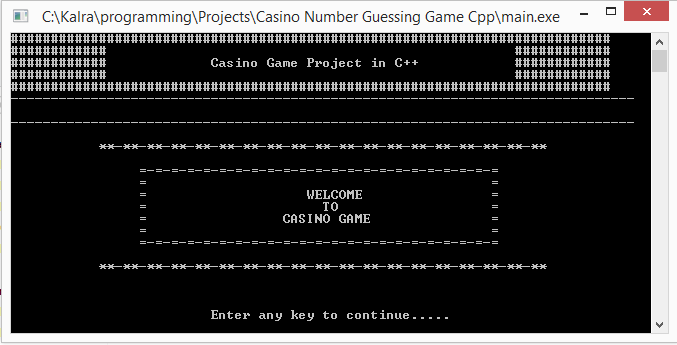 C:\Kalra\programming\Projects\Casino Number Guessing Game Cpp\main.exe
###########################################################################
############                                                   ############
############             Casino Game Project in C++            ############
############                                                   ############
###########################################################################
------------------------------------------------------------------------------
------------------------------------------------------------------------------
**-**-**-**-**-**-**-**-**-**-**-**-**-**-**-**-**-**-**
=-=-=-=-=-=-=-=-=-=-=-=-=-=-=-=-=-=-=-=-=-=-=
=                                           =
=                    WELCOME                =
=                      TO                   =
=                 CASINO GAME               =
=                                           =
=-=-=-=-=-=-=-=-=-=-=-=-=-=-=-=-=-=-=-=-=-=-=
**-**-**-**-**-**-**-**-**-**-**-**-**-**-**-**-**-**-**
Enter any key to continue.....